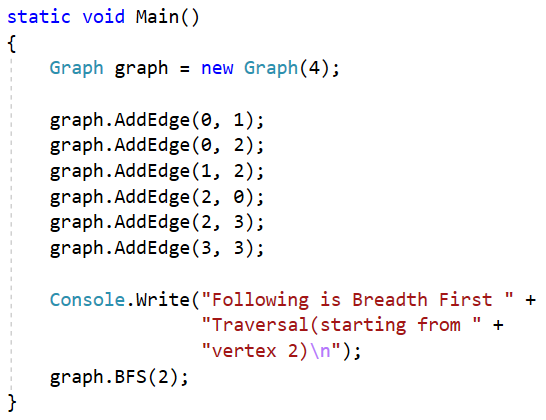 static void Main()
{
    Graph graph = new Graph(4);

    graph.AddEdge(0, 1);
    graph.AddEdge(0, 2);
    graph.AddEdge(1, 2);
    graph.AddEdge(2, 0);
    graph.AddEdge(2, 3);
    graph.AddEdge(3, 3);

    Console.Write("Following is Breadth First " +
                  "Traversal(starting from " +
                  "vertex 2)\n");
    graph.BFS(2);
}